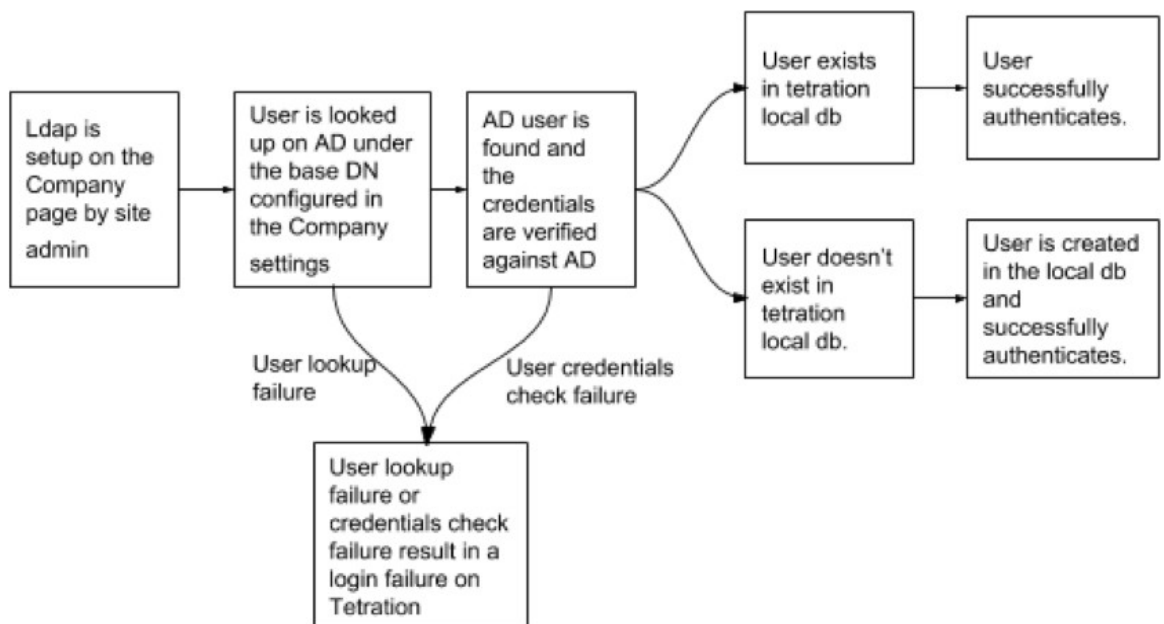 Ldap is
setup on the
Company
page by site
admin
User is looked
up on AD under
the base DN
configured in
the Company
settings
AD user is
found and
the
credentials
are verified
against AD
User exists
in tetration
local db
User
successfully
authenticates.
User doesn't
exist in
tetration
local db.
User is created
in the local db
and
successfully
authenticates.
User lookup
failure
User credentials
check failure
User lookup
failure or
credentials check
failure result in a
login failure on
Tetration